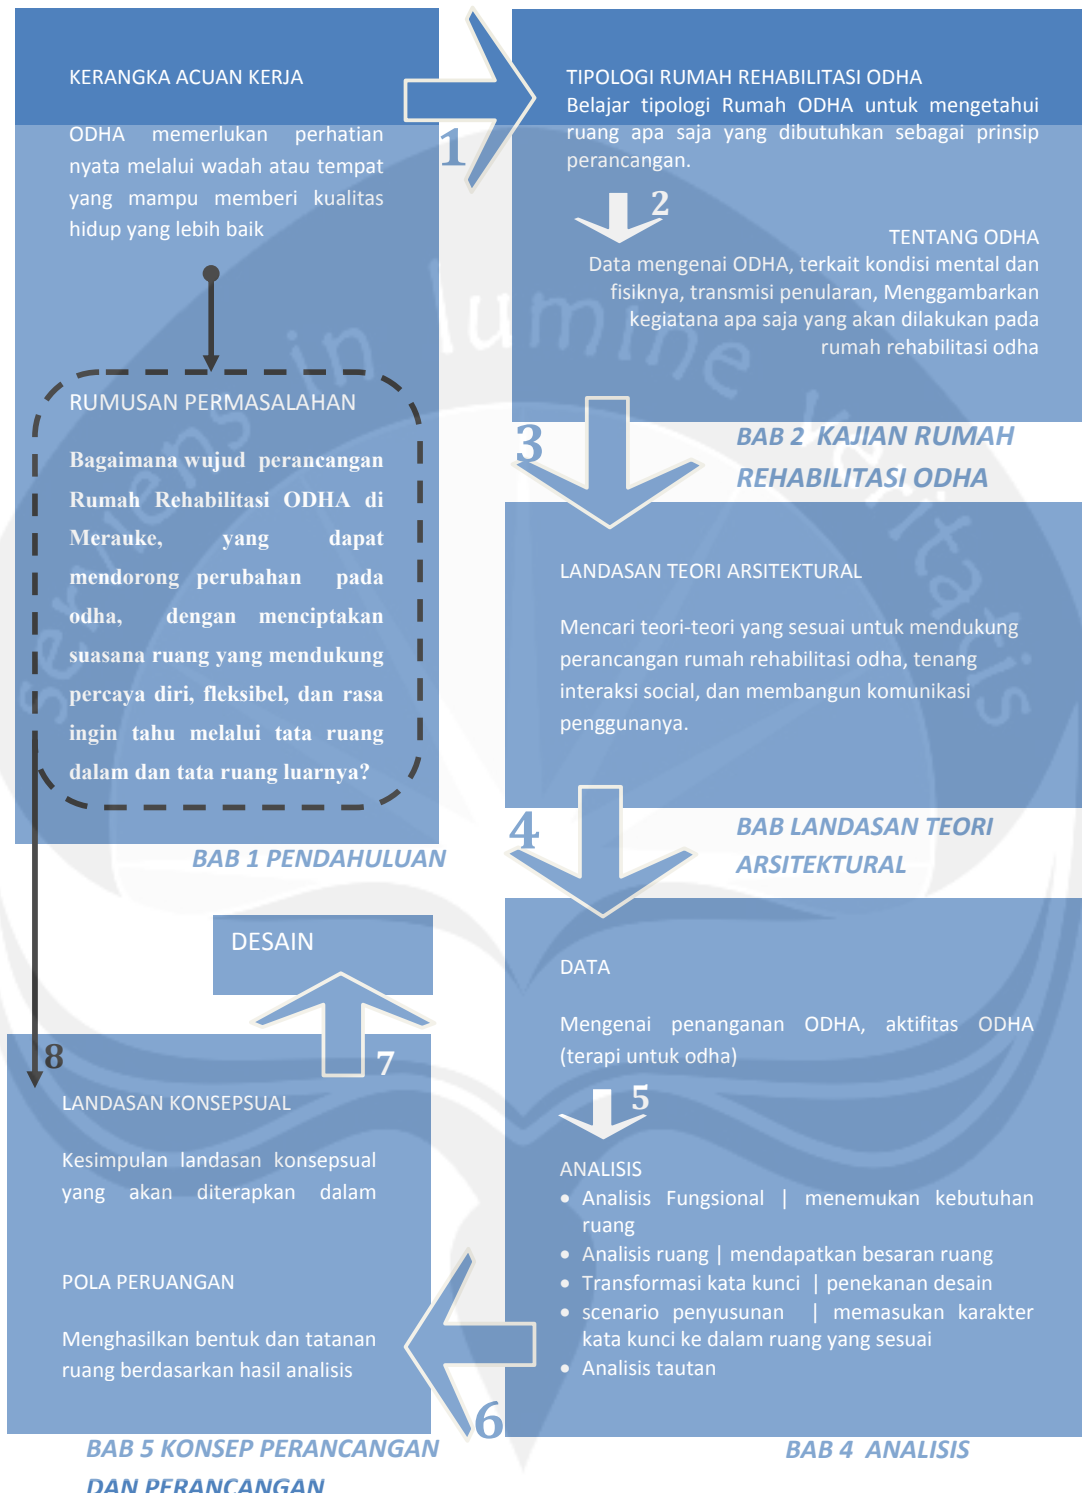 KERANGKA ACUAN KERJA
ODHA memerlukan perhatian
nyata melalui wadah atau tempat
yang mampu memberi kualitas
hidup yang lebih baik
RUMUSAN PERMASALAHAN
Bagaimana wujud perancangan
Rumah Rehabilitasi ODHA di
Merauke, yang dapat
mendorong perubahan pada
odha, dengan menciptakan
suasana ruang yang mendukung
percaya diri, fleksibel, dan rasa
ingin tahu melalui tata ruang
dalam dan tata ruang luarnya?
BAB 1 PENDAHULUAN
1
TIPOLOGI RUMAH REHABILITASI ODHA
Belajar tipologi Rumah ODHA untuk mengetahui
ruang apa saja yang dibutuhkan sebagai prinsip
perancangan.
2
TENTANG ODHA
Data mengenai ODHA, terkait kondisi mental dan
fisiknya, transmisi penularan, Menggambarkan
kegiatana apa saja yang akan dilakukan pada
rumah rehabilitasi odha
3
BAB 2 KAJIAN RUMAH
REHABILITASI ODHA
LANDASAN TEORI ARSITEKTURAL
Mencari teori-teori yang sesuai untuk mendukung
perancangan rumah rehabilitasi odha, tenang
interaksi social, dan membangun komunikasi
penggunanya.
4
BAB LANDASAN TEORI
ARSITEKTURAL
DATA
Mengenai penanganan ODHA, aktifitas ODHA
(terapi untuk odha)
5
ANALISIS
• Analisis Fungsional | menemukan kebutuhan
ruang
• Analisis ruang | mendapatkan besaran ruang
• Transformasi kata kunci | penekanan desain
• scenario penyusunan | memasukan karakter
kata kunci ke dalam ruang yang sesuai
• Analisis tautan
BAB 4 ANALISIS
6
DESAIN
7
8
LANDASAN KONSEPSUAL
Kesimpulan landasan konsepsual
yang akan diterapkan dalam
POLA PERUANGAN
Menghasilkan bentuk dan tatanan
ruang berdasarkan hasil analisis
BAB 5 KONSEP PERANCANGAN
DAN PERANCANGAN
serviens in lumine veritatis